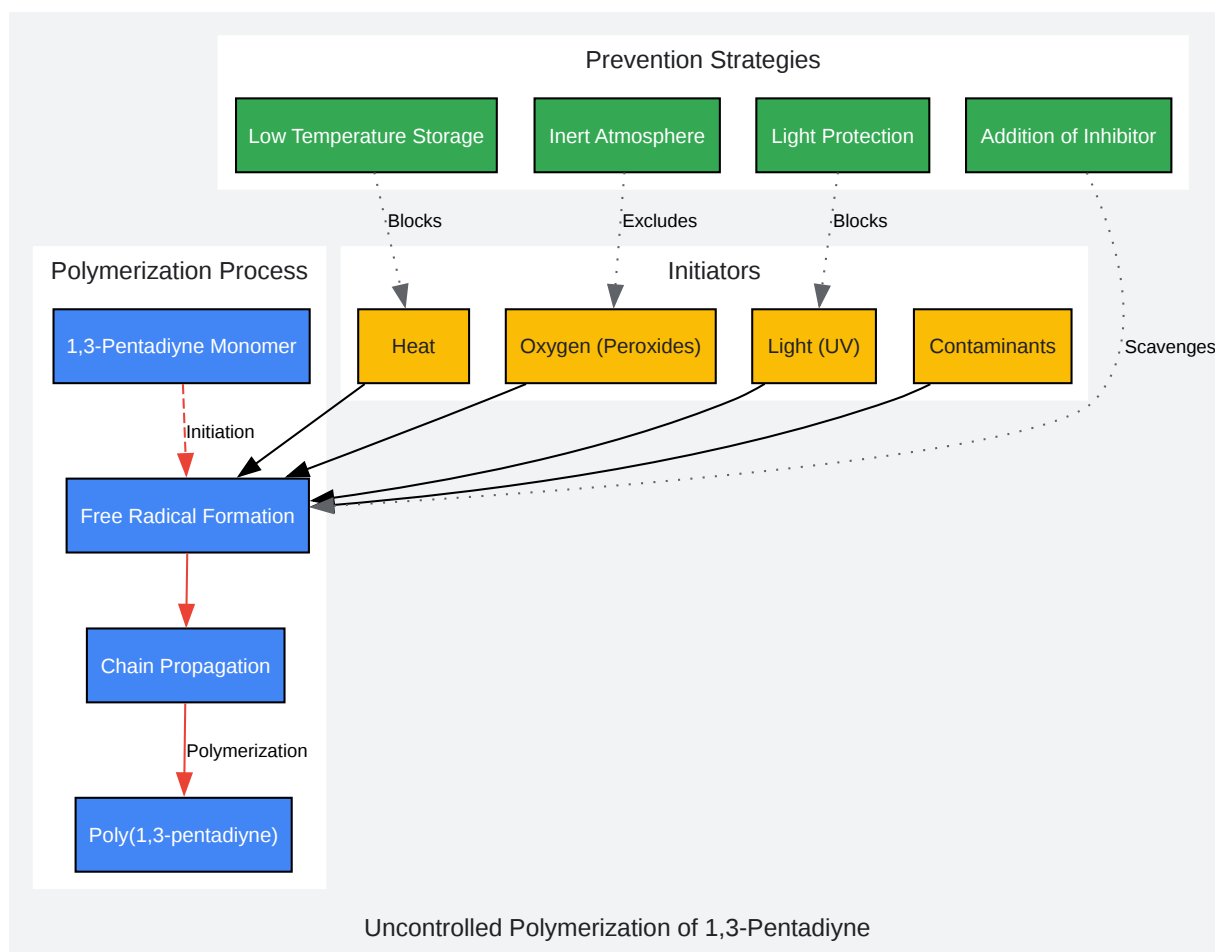 Prevention Strategies
Low Temperature Storage
Inert Atmosphere
Light Protection
Addition of Inhibitor
Blocks
Excludes
Blocks
Polymerization Process
Initiators
1,3-Pentadiyne Monomer
Heat
Oxygen (Peroxides)
Light (UV)
Contaminants
Scavenges
Initiation
Free Radical Formation
Chain Propagation
Polymerization
Poly(1,3-pentadiyne)
Uncontrolled Polymerization of 1,3-Pentadiyne